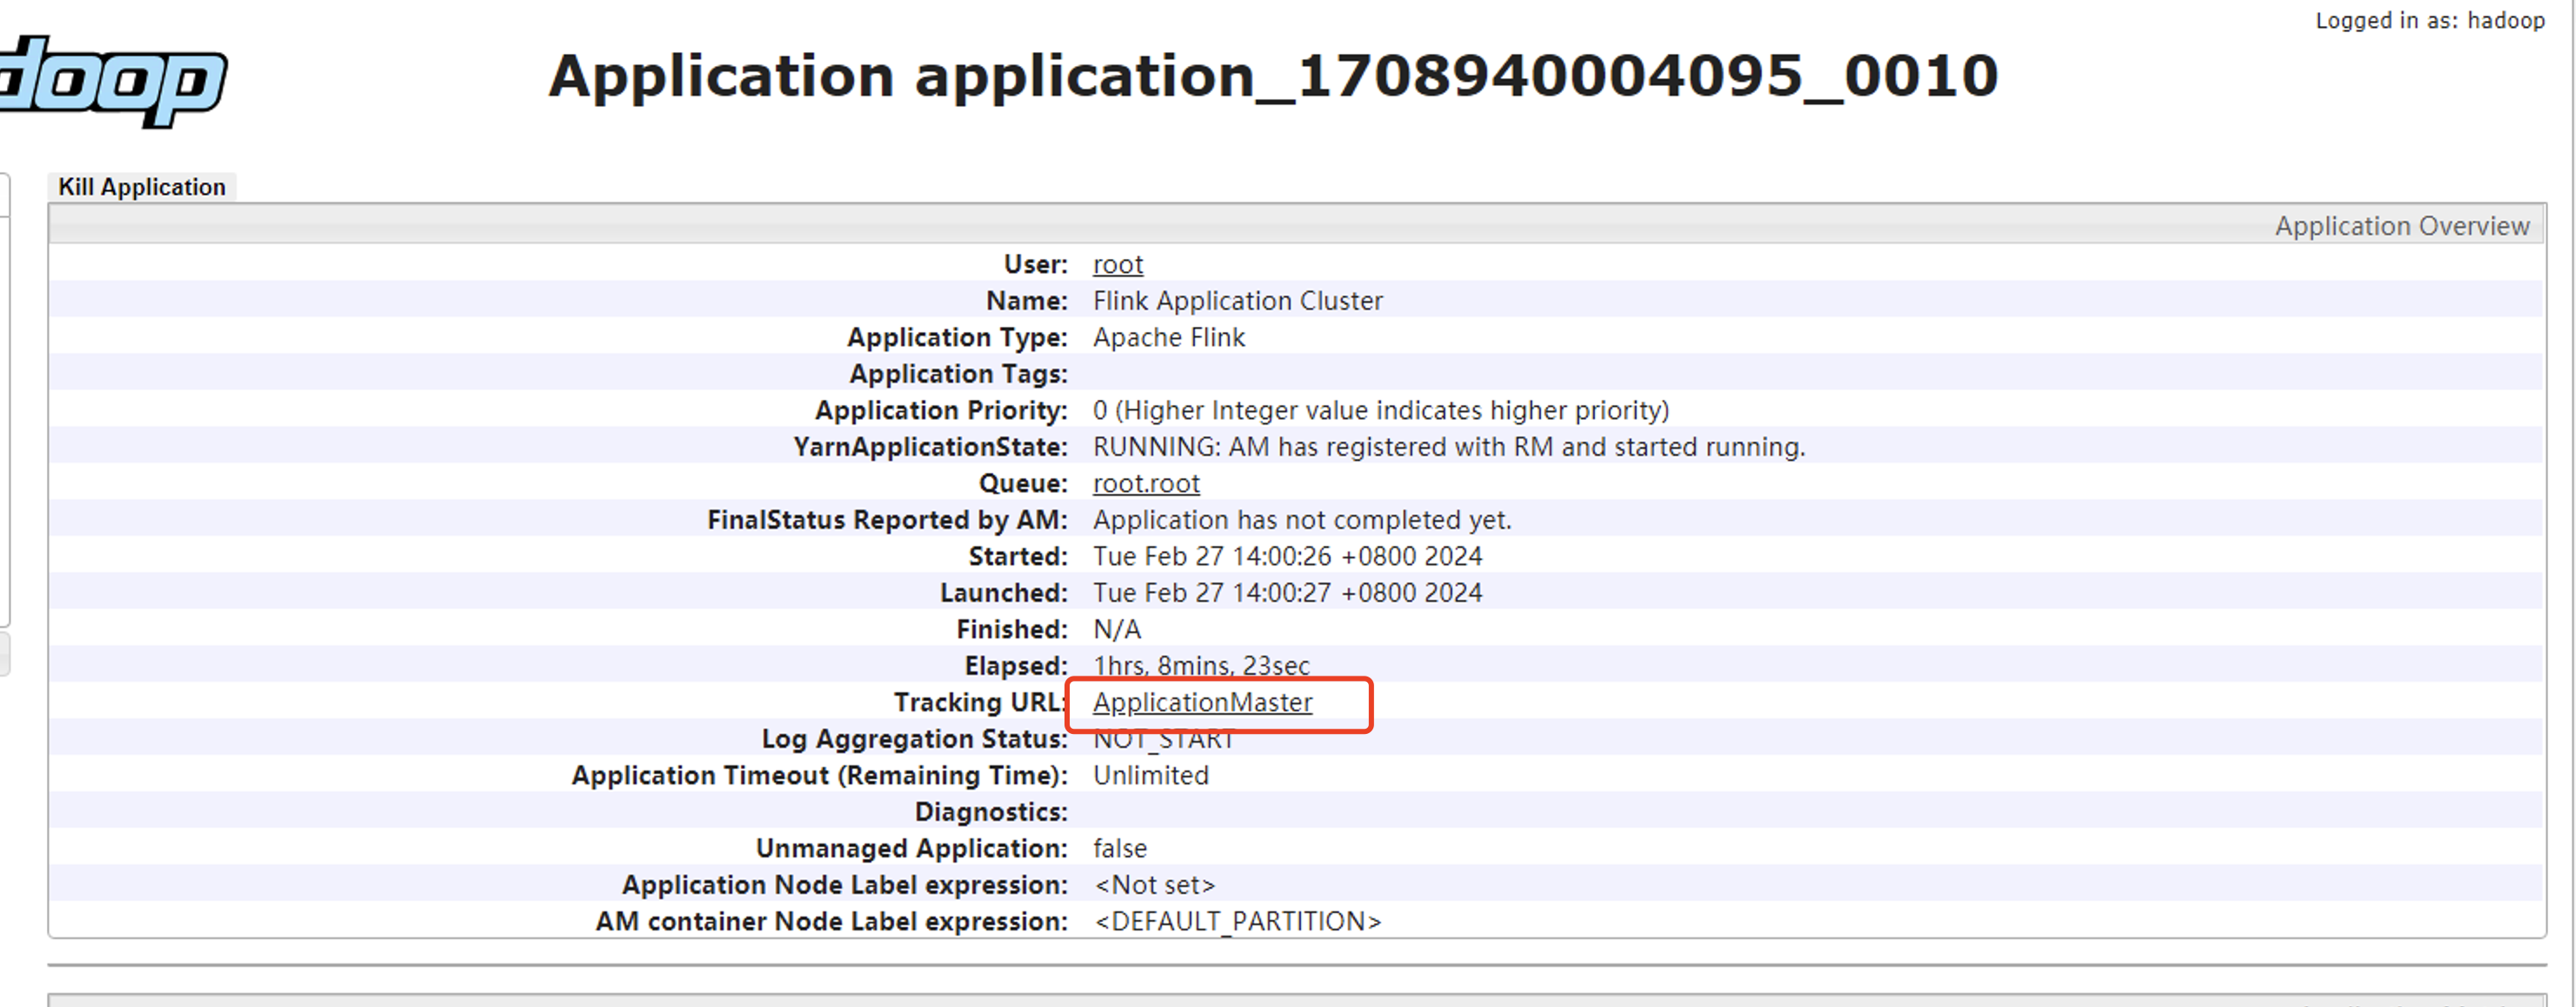 Logged in as: hadoop
doop
Application application_1708940004095_0010
Kill Application
Application Overview
User: root
Name: Flink Application Cluster
Application Type: Apache Flink
Application Tags:
Application Priority: 0 (Higher Integer value indicates higher priority)
YarnApplicationState: RUNNING: AM has registered with RM and started running.
Queue: root.root
FinalStatus Reported by AM: Application has not completed yet.
Started: Tue Feb 27 14:00:26 +0800 2024
Launched: Tue Feb 27 14:00:27 +0800 2024
Finished: N/A
Elapsed: 1hrs, 8mins, 23sec
Tracking URL: ApplicationMaster
Log Aggregation Status: NOT_START
Application Timeout (Remaining Time): Unlimited
Diagnostics:
Unmanaged Application: false
Application Node Label expression: <Not set>
AM container Node Label expression: <DEFAULT_PARTITION>